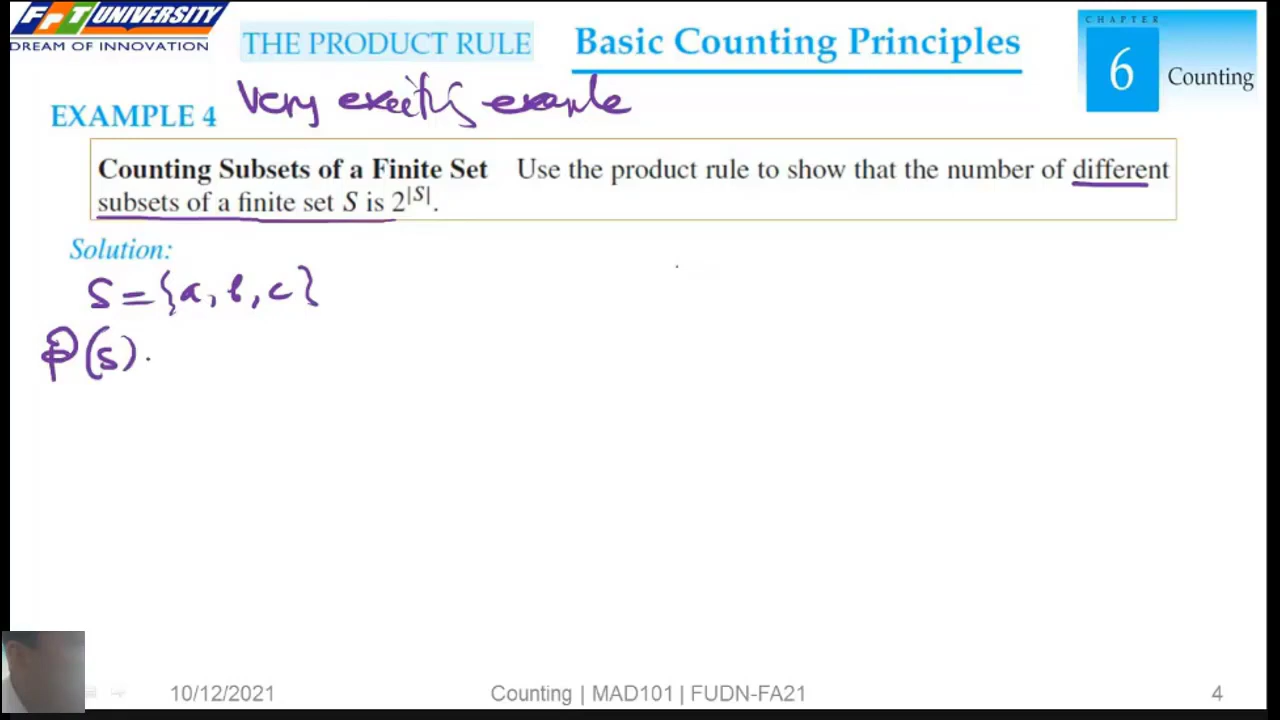 FPT UNIVERSITY
DREAM OF INNOVATION
THE PRODUCT RULE
Basic Counting Principles
CHAPTER
6
Counting
EXAMPLE 4
Very exciting example
Counting Subsets of a Finite Set Use the product rule to show that the number of different
subsets of a finite set S is 2^|S|.
Solution:
S = {a, b, c}
P(S)
10/12/2021
Counting | MAD101 | FUDN-FA21
4